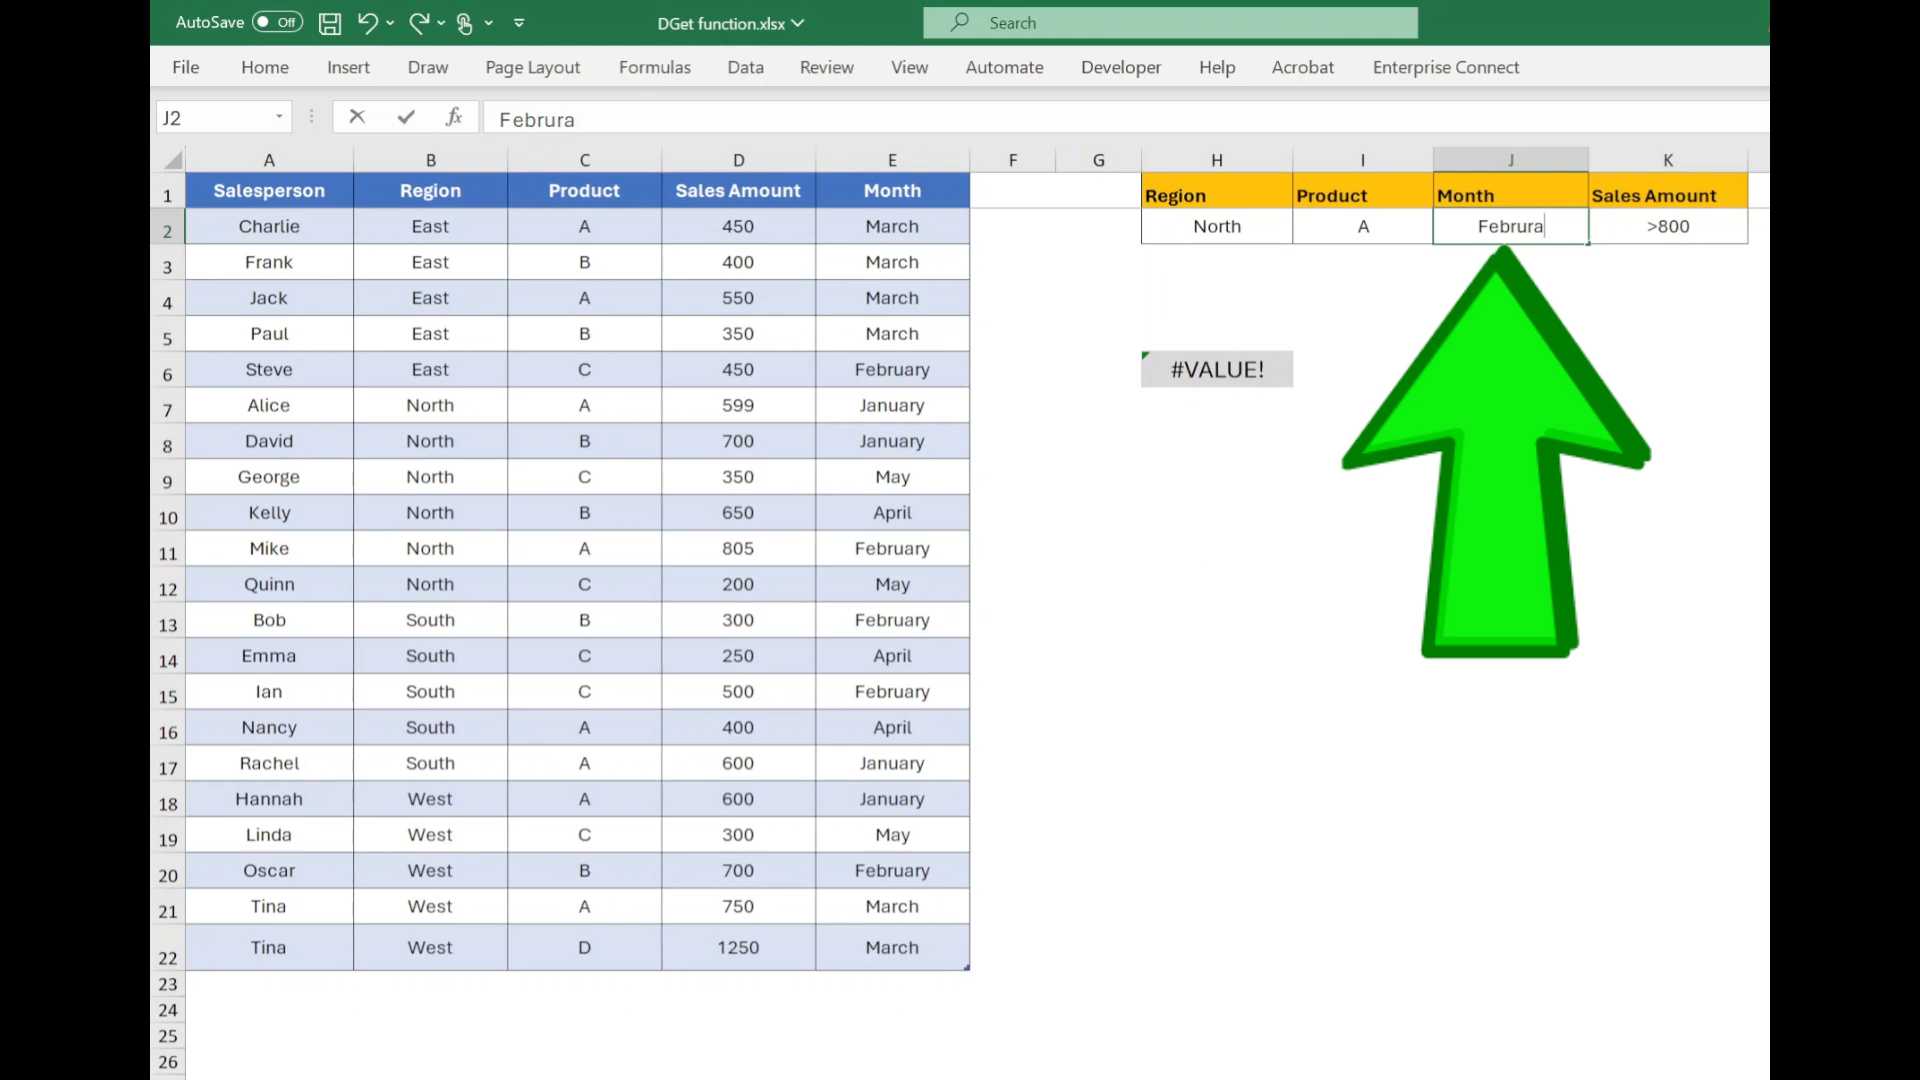 AutoSave Off DGet function.xlsx Search
File Home Insert Draw Page Layout Formulas Data Review View Automate Developer Help Acrobat Enterprise Connect
J2 fx Februra
A B C D E F G H I J K
1 Salesperson Region Product Sales Amount Month Region Product Month Sales Amount
2 Charlie East A 450 March North A Februra >800
3 Frank East B 400 March
4 Jack East A 550 March
5 Paul East B 350 March
6 Steve East C 450 February #VALUE!
7 Alice North A 599 January
8 David North B 700 January
9 George North C 350 May
10 Kelly North B 650 April
11 Mike North A 805 February
12 Quinn North C 200 May
13 Bob South B 300 February
14 Emma South C 250 April
15 Ian South C 500 February
16 Nancy South A 400 April
17 Rachel South A 600 January
18 Hannah West A 600 January
19 Linda West C 300 May
20 Oscar West B 700 February
21 Tina West A 750 March
22 Tina West D 1250 March
23
24
25
26